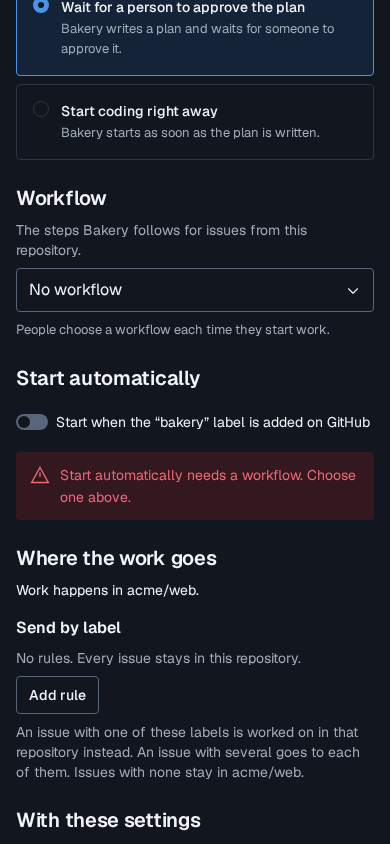 Wait for a person to approve the plan
Bakery writes a plan and waits for someone to
approve it.
Start coding right away
Bakery starts as soon as the plan is written.
Workflow
The steps Bakery follows for issues from this
repository.
No workflow
People choose a workflow each time they start work.
Start automatically
Start when the “bakery” label is added on GitHub
Start automatically needs a workflow. Choose
one above.
Where the work goes
Work happens in acme/web.
Send by label
No rules. Every issue stays in this repository.
Add rule
An issue with one of these labels is worked on in that
repository instead. An issue with several goes to each
of them. Issues with none stay in acme/web.
With these settings